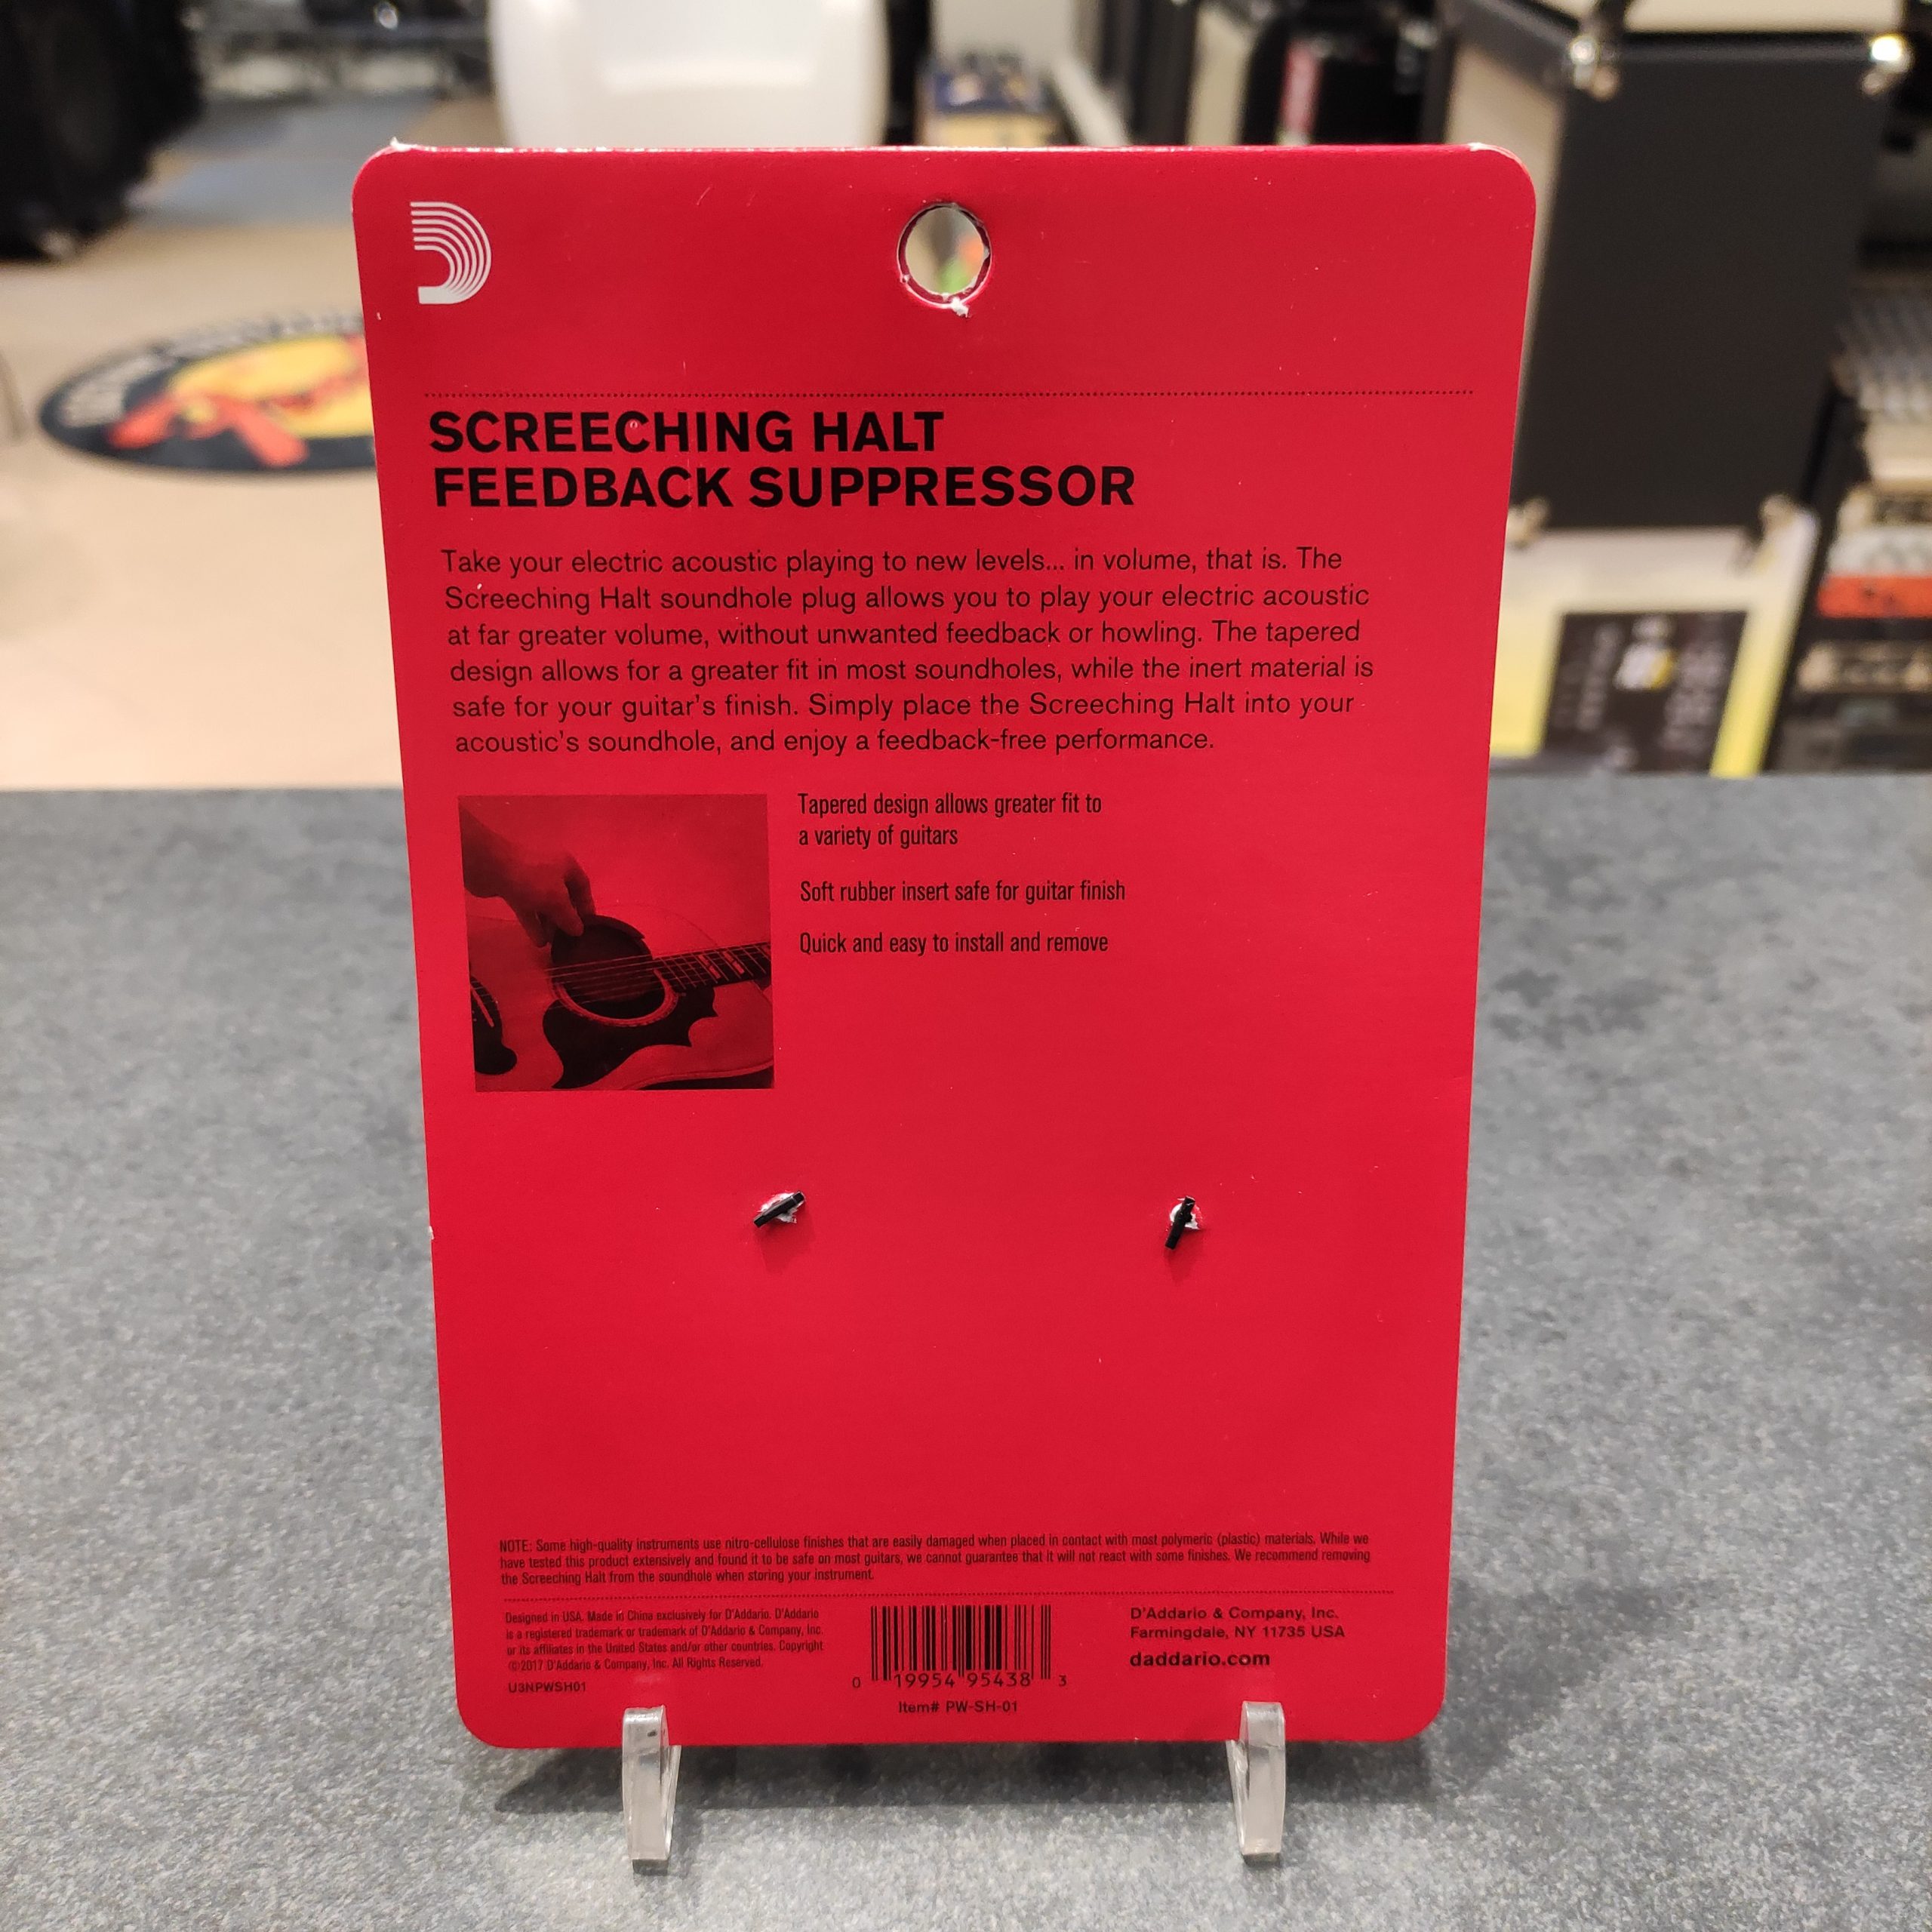 SCREECHING HALT
FEEDBACK SUPPRESSOR
Take your electric acoustic playing to new levels... in volume, that is. The
Screeching Halt soundhole plug allows you to play your electric acoustic
at far greater volume, without unwanted feedback or howling. The tapered
design allows for a greater fit in most soundholes, while the inert material is
safe for your guitar's finish. Simply place the Screeching Halt into your
acoustic's soundhole, and enjoy a feedback-free performance.
Tapered design allows greater fit to
a variety of guitars
Soft rubber insert safe for guitar finish
Quick and easy to install and remove
NOTE: Some high-quality instruments use nitro-cellulose finishes that are easily damaged when placed in contact with most polymeric (plastic) materials. While we
have tested this product extensively and found it to be safe on most guitars, we cannot guarantee that it will not react with some finishes. We recommend removing
the Screeching Halt from the soundhole when storing your instrument.
Designed in USA. Made in China exclusively for D'Addario. D'Addario
is a registered trademark or trademark of D'Addario & Company, Inc.
or its affiliates in the United States and/or other countries. Copyright
©2017 D'Addario & Company, Inc. All Rights Reserved.
U3NPWSH01
0 19954 95438 3
Item# PW-SH-01
D'Addario & Company, Inc.
Farmingdale, NY 11735 USA
daddario.com